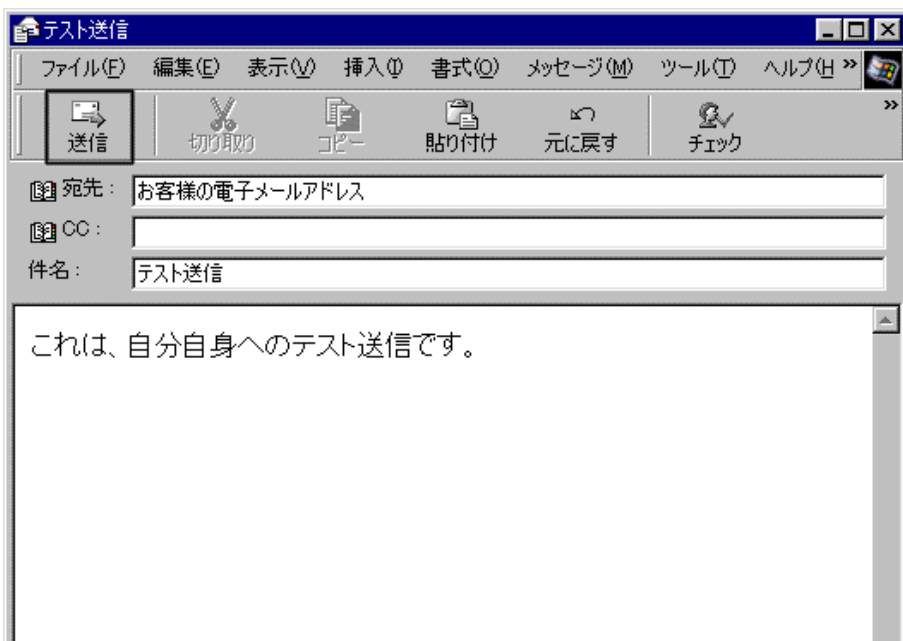 テスト送信
ファイル(F) 編集(E) 表示(V) 挿入(I) 書式(O) メッセージ(M) ツール(T) ヘルプ(H »
送信 切り取り コピー 貼り付け 元に戻す チェック »
宛先: お客様の電子メールアドレス
CC:
件名: テスト送信
これは、自分自身へのテスト送信です。